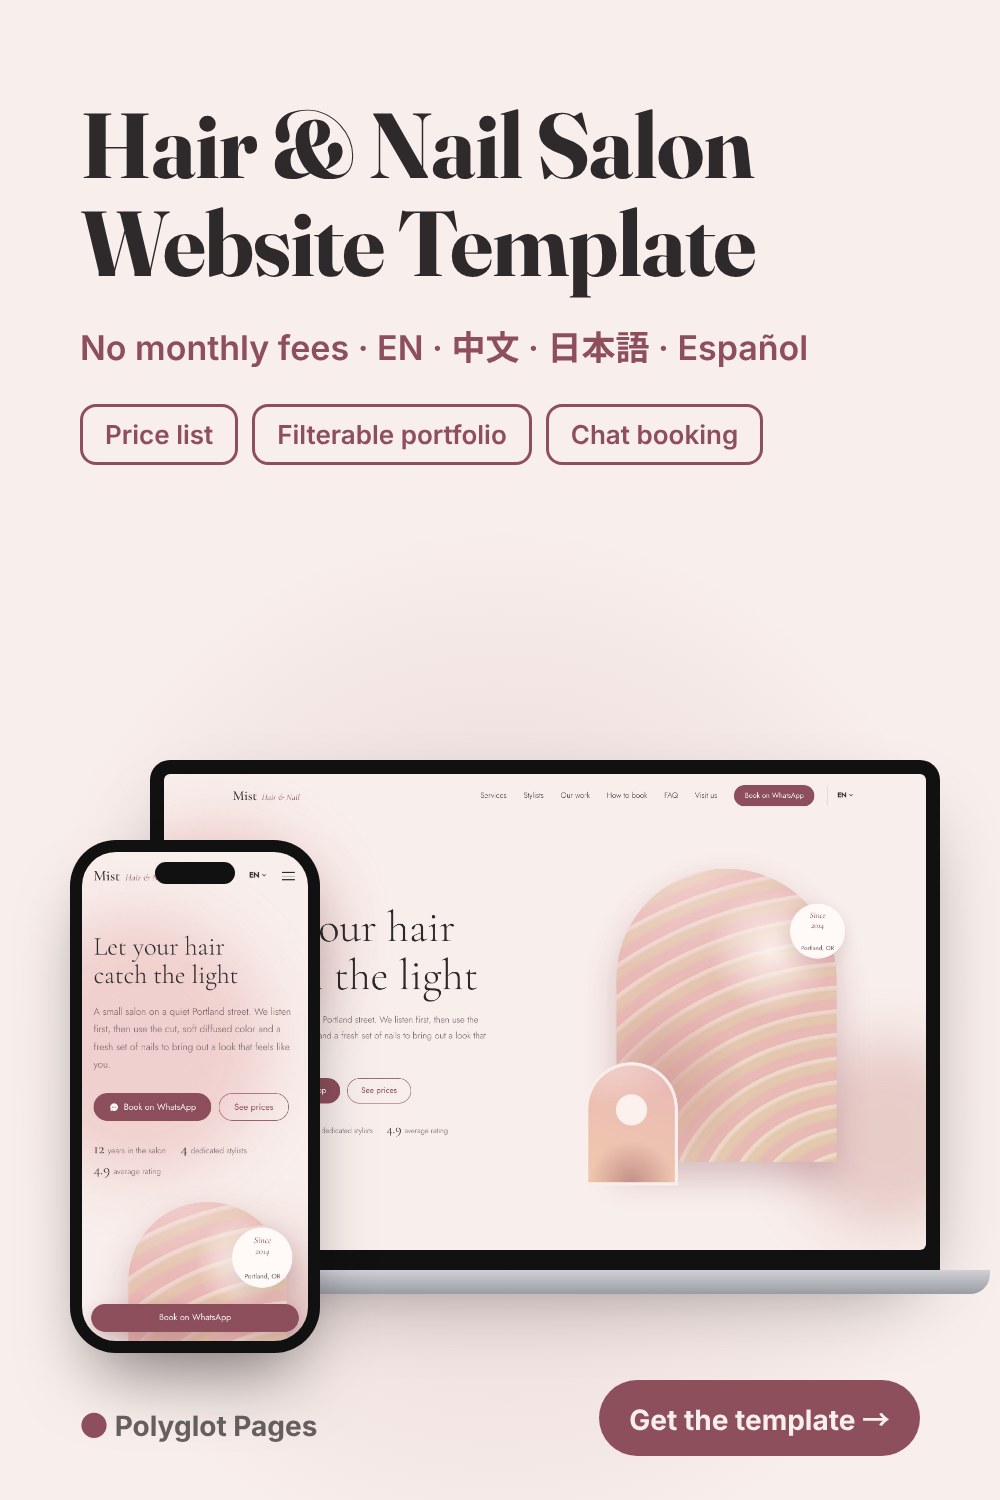 Hair & Nail Salon
Website Template
No monthly fees · EN · 中文 · 日本語 · Español
Price list
Filterable portfolio
Chat booking
Mist Hair & Nail
Services
Stylists
Our work
How to book
FAQ
Visit us
Book on WhatsApp
EN
our hair
the light
Portland street. We listen first, then use the
and a fresh set of nails to bring out a look that
See prices
dedicated stylists
4.9 average rating
Since
2014
Portland, OR
Mist Hair &
EN
Let your hair
catch the light
A small salon on a quiet Portland street. We listen
first, then use the cut, soft diffused color and a
fresh set of nails to bring out a look that feels like
you.
Book on WhatsApp
See prices
12 years in the salon
4 dedicated stylists
4.9 average rating
Since
2014
Portland, OR
Book on WhatsApp
Polyglot Pages
Get the template →